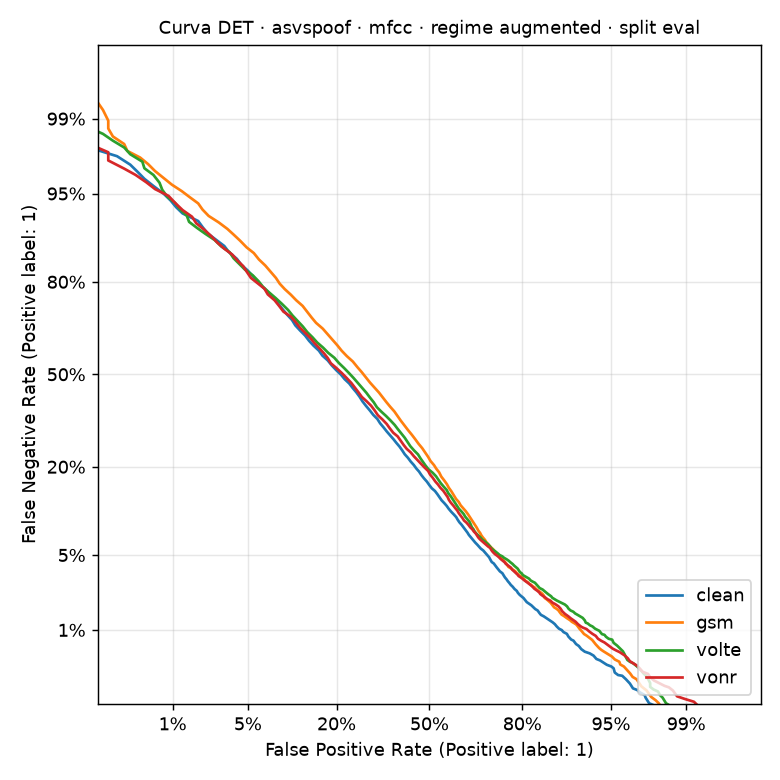 Curva DET · asvspoof · mfcc · regime augmented · split eval
False Negative Rate (Positive label: 1)
99%
95%
80%
50%
20%
5%
1%
clean
gsm
volte
vonr
1%
5%
20%
50%
80%
95%
99%
False Positive Rate (Positive label: 1)